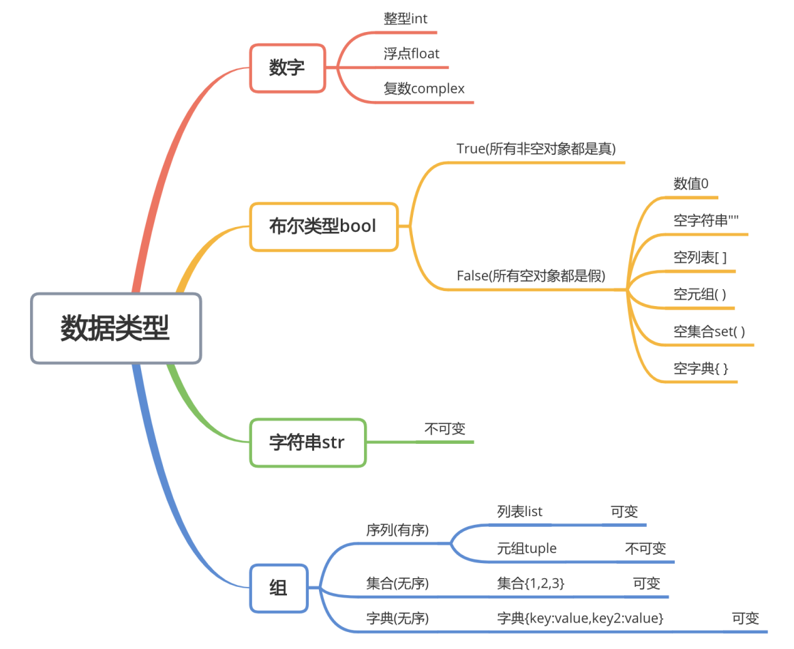 数据类型
数字
整型int
浮点float
复数complex
布尔类型bool
True(所有非空对象都是真)
False(所有空对象都是假)
数值0
空字符串""
空列表[ ]
空元组( )
空集合set( )
空字典{ }
字符串str
不可变
组
序列(有序)
列表list
可变
元组tuple
不可变
集合(无序)
集合{1,2,3}
可变
字典(无序)
字典{key:value,key2:value}
可变